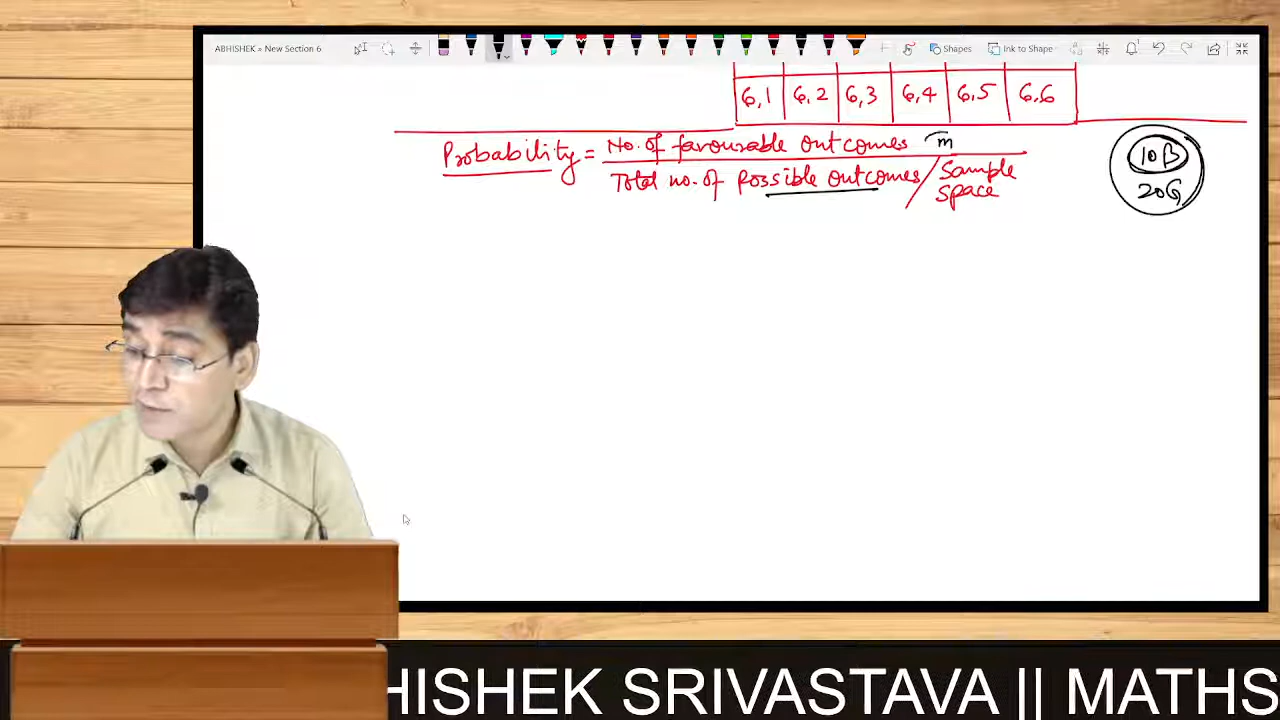 ABHISHEK » New Section 6
Shapes
Ink to Shape
6,1 6,2 6,3 6,4 6,5 6,6
Probability = No. of favourable outcomes m
Total no. of possible outcomes / Sample space
10B
20G
HISHEK SRIVASTAVA || MATHS